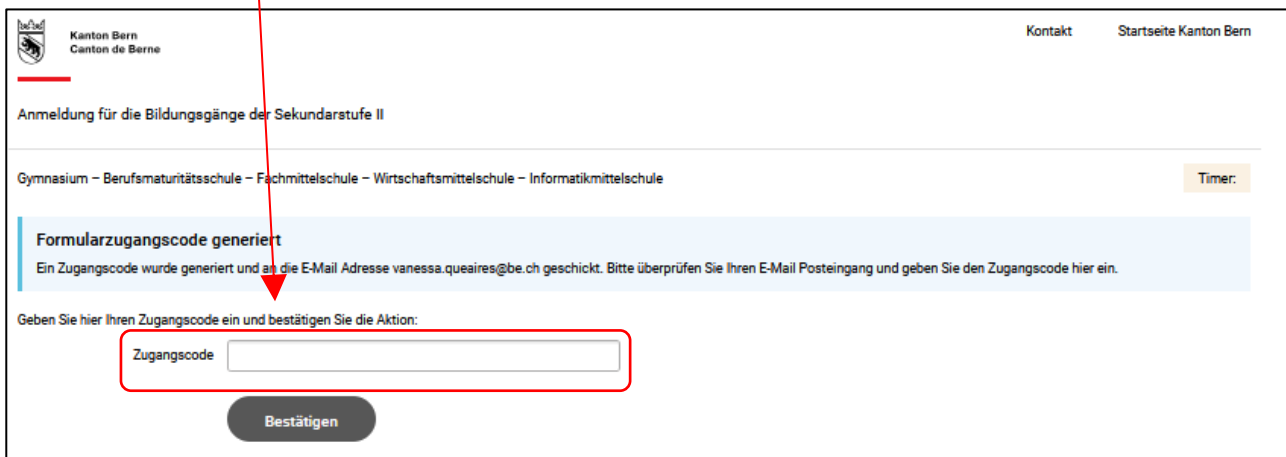 Kanton Bern
Canton de Berne
Kontakt
Startseite Kanton Bern
Anmeldung für die Bildungsgänge der Sekundarstufe II
Gymnasium – Berufsmaturitätsschule – Fachmittelschule – Wirtschaftsmittelschule – Informatikmittelschule
Timer:
Formularzugangscode generiert
Ein Zugangscode wurde generiert und an die E-Mail Adresse vanessa.queaires@be.ch geschickt. Bitte überprüfen Sie Ihren E-Mail Posteingang und geben Sie den Zugangscode hier ein.
Geben Sie hier Ihren Zugangscode ein und bestätigen Sie die Aktion:
Zugangscode
Bestätigen